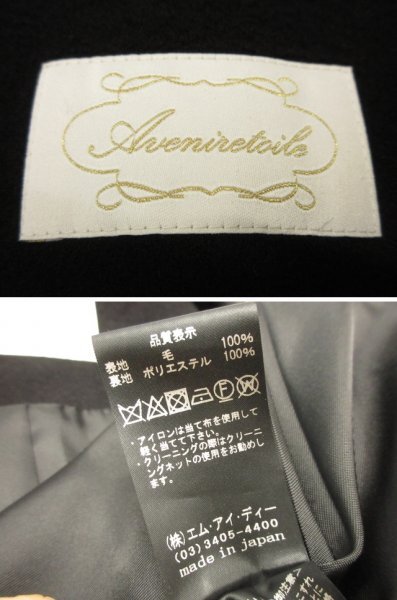 Aveniretoile
品質表示
表地 毛 100%
裏地 ポリエステル 100%
・アイロンは当て布を使用して
軽く当てて下さい。
・クリーニングの際はクリーニ
ングネットの使用をお勧めし
ます。
(株)エム・アイ・ディー
(03) 3405-4400
made in japan